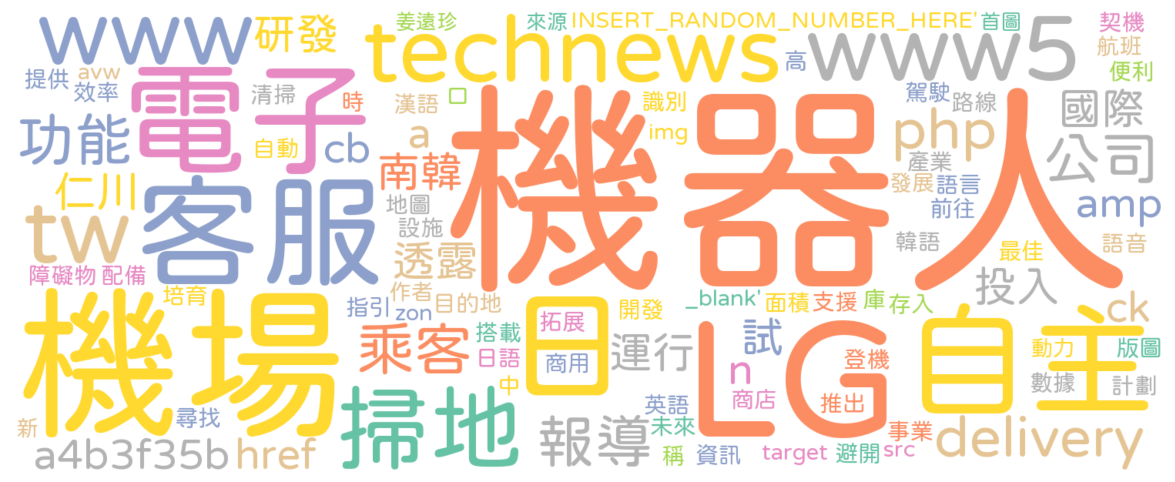 姜遠珍 來源 INSERT_RANDOM_NUMBER_HERE' 首圖 契機
www 研發 technews 高 www5 航班
提供 avw 電子 便利
效率 清掃 時 漢語 口 識別 駕駛 路線 國際
功能 自動 cb a 機器人 img php 公司
仁川 南韓 產業
tw 客服 地圖 發展 語言 amp
設施 前往
透露 韓語 最佳 語音
障礙物 配備 作者 目的地 投入
培育 指引 zon 開發 _blank' 面積 支援 庫 存入 ck
機場 乘客 搭載 日 拓展 LG 試 登機 自主 動力 版圖
日語 商用 運行 n 數據 計劃
中 商店
新 尋找 掃地 英語 推出
報導 未來 事業 delivery
a4b3f35b href 稱 資訊 target 避開 src